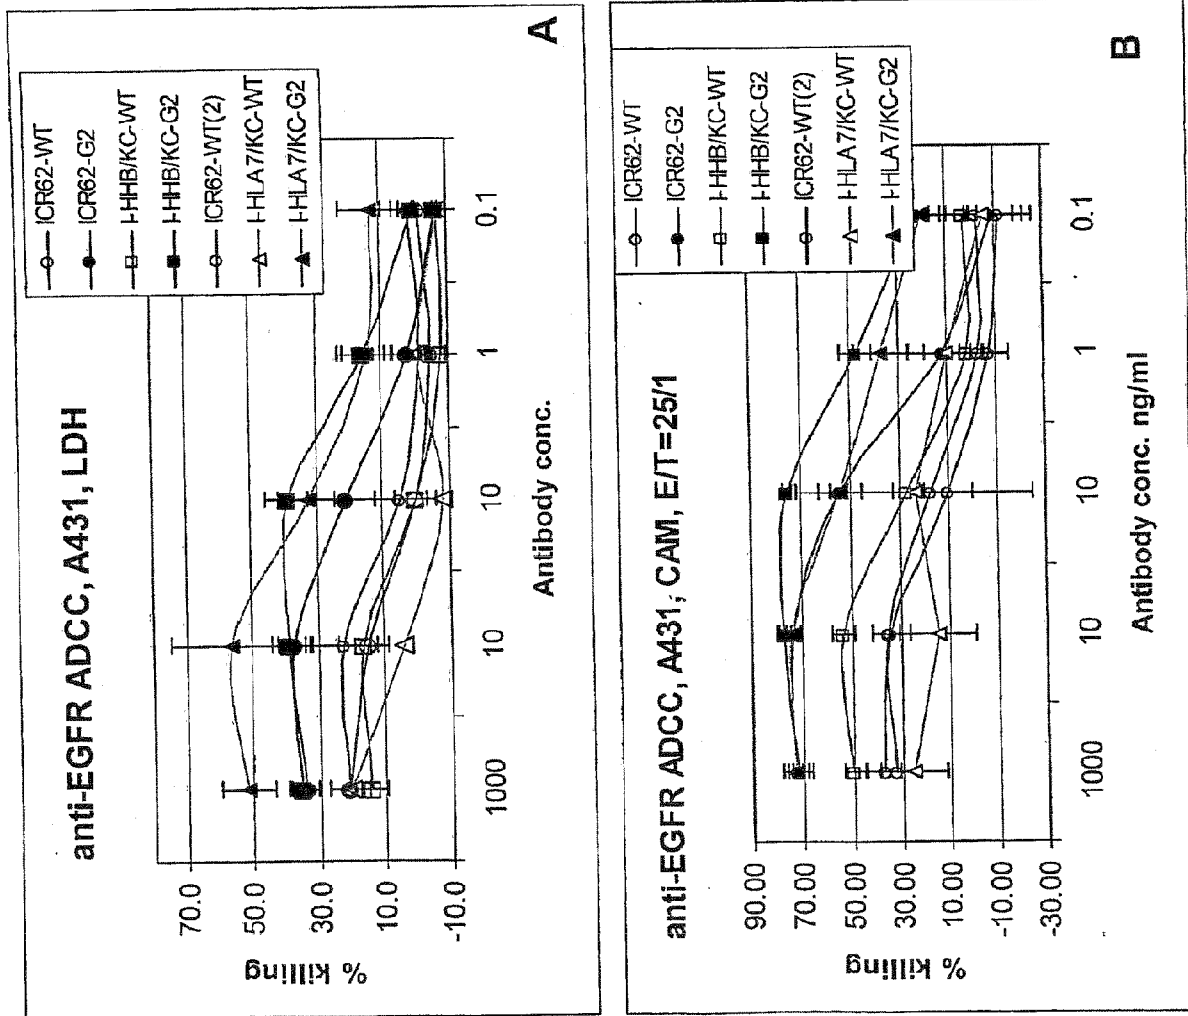 A
anti-EGFR ADCC, A431, LDH
ICR62-WT
ICR62-G2
I-HHB/KC-WT
I-HHB/KC-G2
ICR62-WT(2)
I-HLA7/KC-WT
I-HLA7/KC-G2
% killing
70.0
50.0
30.0
10.0
-10.0
1000
10
10
1
0.1
Antibody conc.
B
anti-EGFR ADCC, A431, CAM, E/T=25/1
ICR62-WT
ICR62-G2
I-HHB/KC-WT
I-HHB/KC-G2
ICR62-WT(2)
I-HLA7/KC-WT
I-HLA7/KC-G2
% killing
90.00
70.00
50.00
30.00
10.00
-10.00
-30.00
1000
10
10
1
0.1
Antibody conc. ng/ml